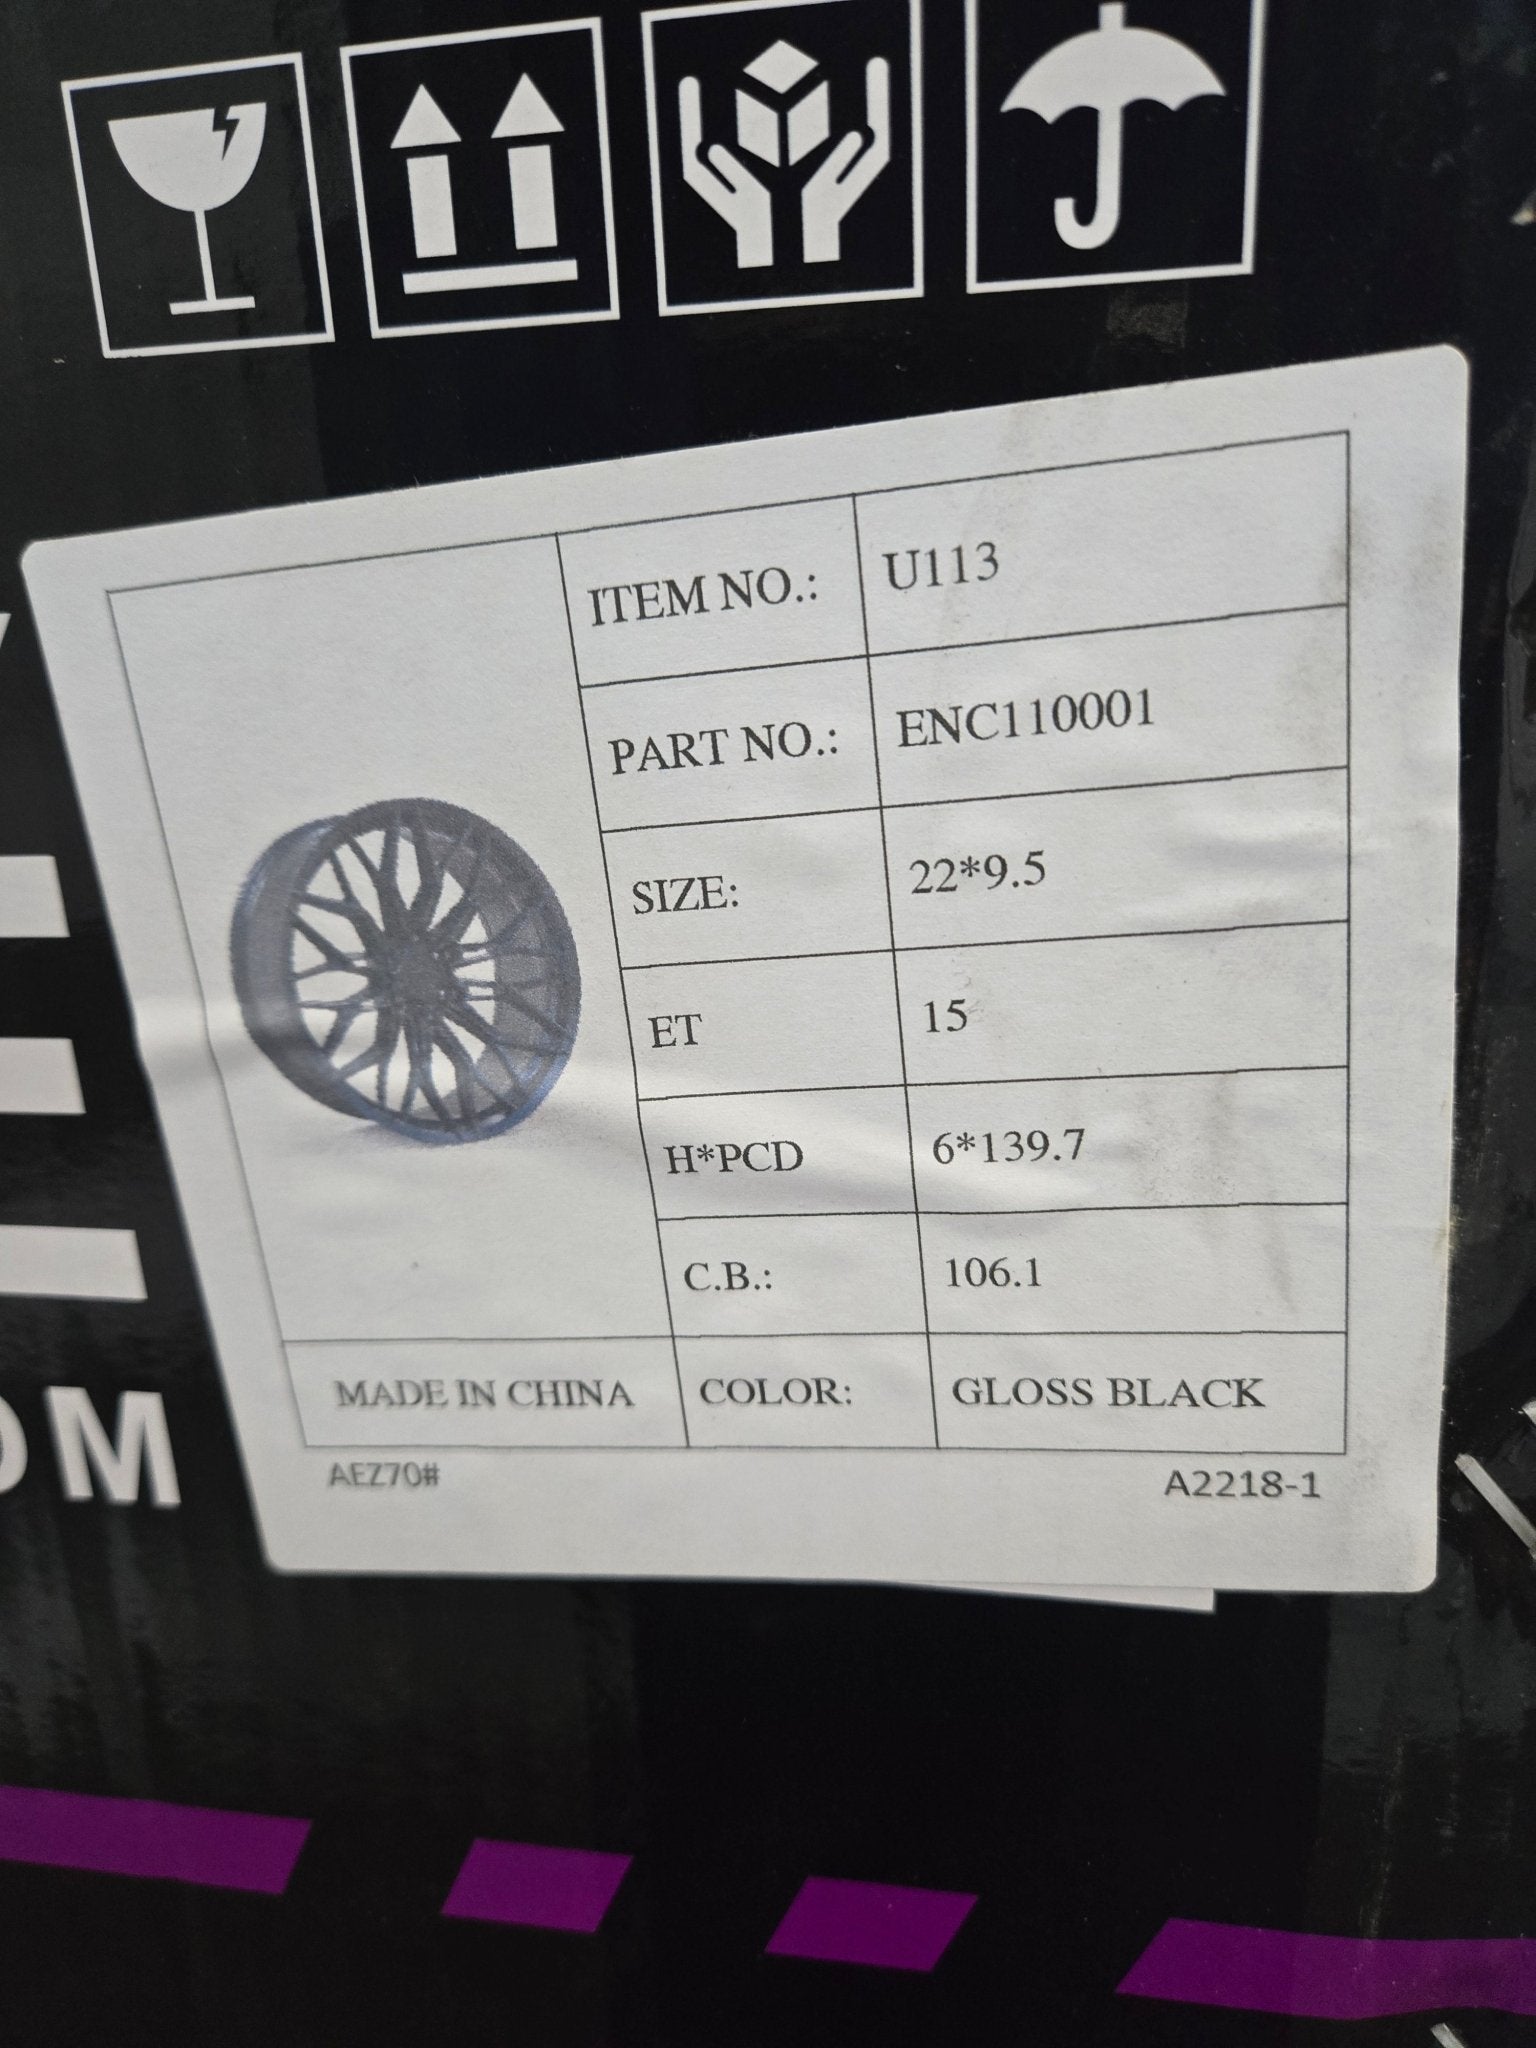 ITEM NO.: U113
PART NO.: ENC110001
SIZE: 22*9.5
ET 15
H*PCD 6*139.7
C.B.: 106.1
MADE IN CHINA COLOR: GLOSS BLACK
AEZ70# A2218-1